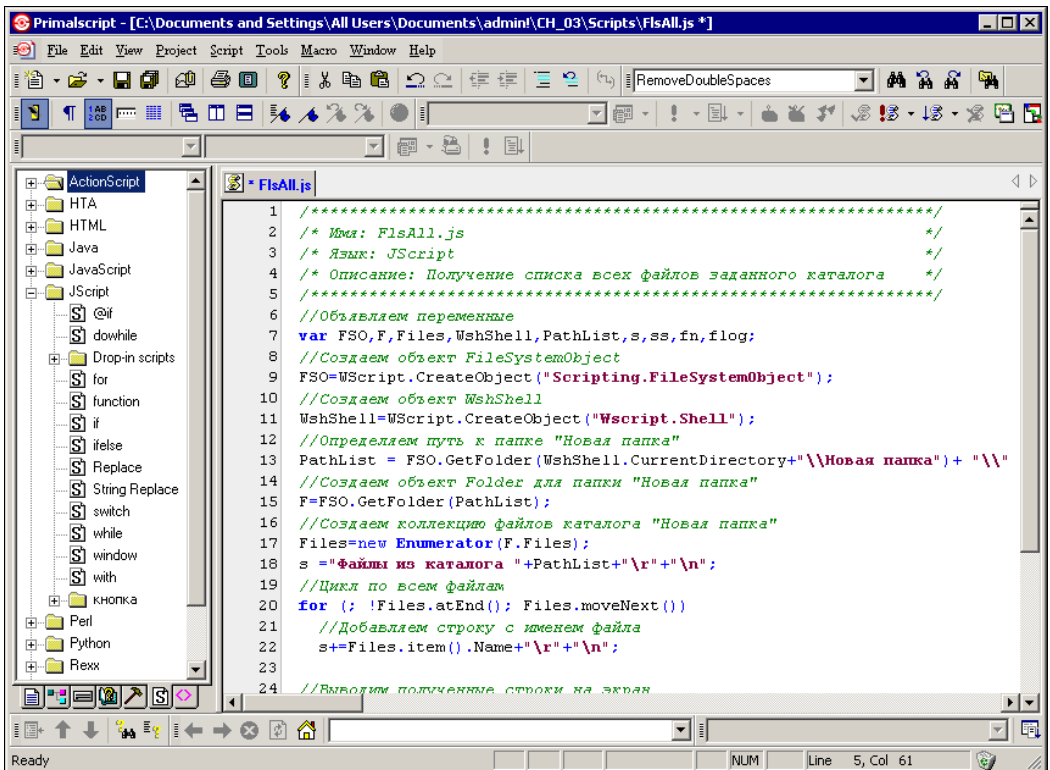 Primalscript - [C:\Documents and Settings\All Users\Documents\admin!\CH_03\Scripts\FlsAll.js *]
File Edit View Project Script Tools Macro Window Help
RemoveDoubleSpaces
ActionScript
HTA
HTML
Java
JavaScript
JScript
@if
dowhile
Drop-in scripts
for
function
if
ifelse
Replace
String Replace
switch
while
window
with
кнопка
Perl
Python
Rexx
* FlsAll.js
1 /****************************************************************/
2 /* Имя: FlsAll.js */
3 /* Язык: JScript */
4 /* Описание: Получение списка всех файлов заданного каталога */
5 /****************************************************************/
6 //Объявляем переменные
7 var FSO,F,Files,WshShell,PathList,s,ss,fn,flog;
8 //Создаем объект FileSystemObject
9 FSO=WScript.CreateObject("Scripting.FileSystemObject");
10 //Создаем объект WshShell
11 WshShell=WScript.CreateObject("Wscript.Shell");
12 //Определяем путь к папке "Новая папка"
13 PathList = FSO.GetFolder(WshShell.CurrentDirectory+"\\Новая папка")+ "\\"
14 //Создаем объект Folder для папки "Новая папка"
15 F=FSO.GetFolder(PathList);
16 //Создаем коллекцию файлов каталога "Новая папка"
17 Files=new Enumerator(F.Files);
18 s ="Файлы из каталога "+PathList+"\r"+"\n";
19 //Цикл по всем файлам
20 for (; !Files.atEnd(); Files.moveNext())
21 //Добавляем строку с именем файла
22 s+=Files.item().Name+"\r"+"\n";
23
24 //Выводим полученные строки на экран
Ready
NUM
Line 5, Col 61